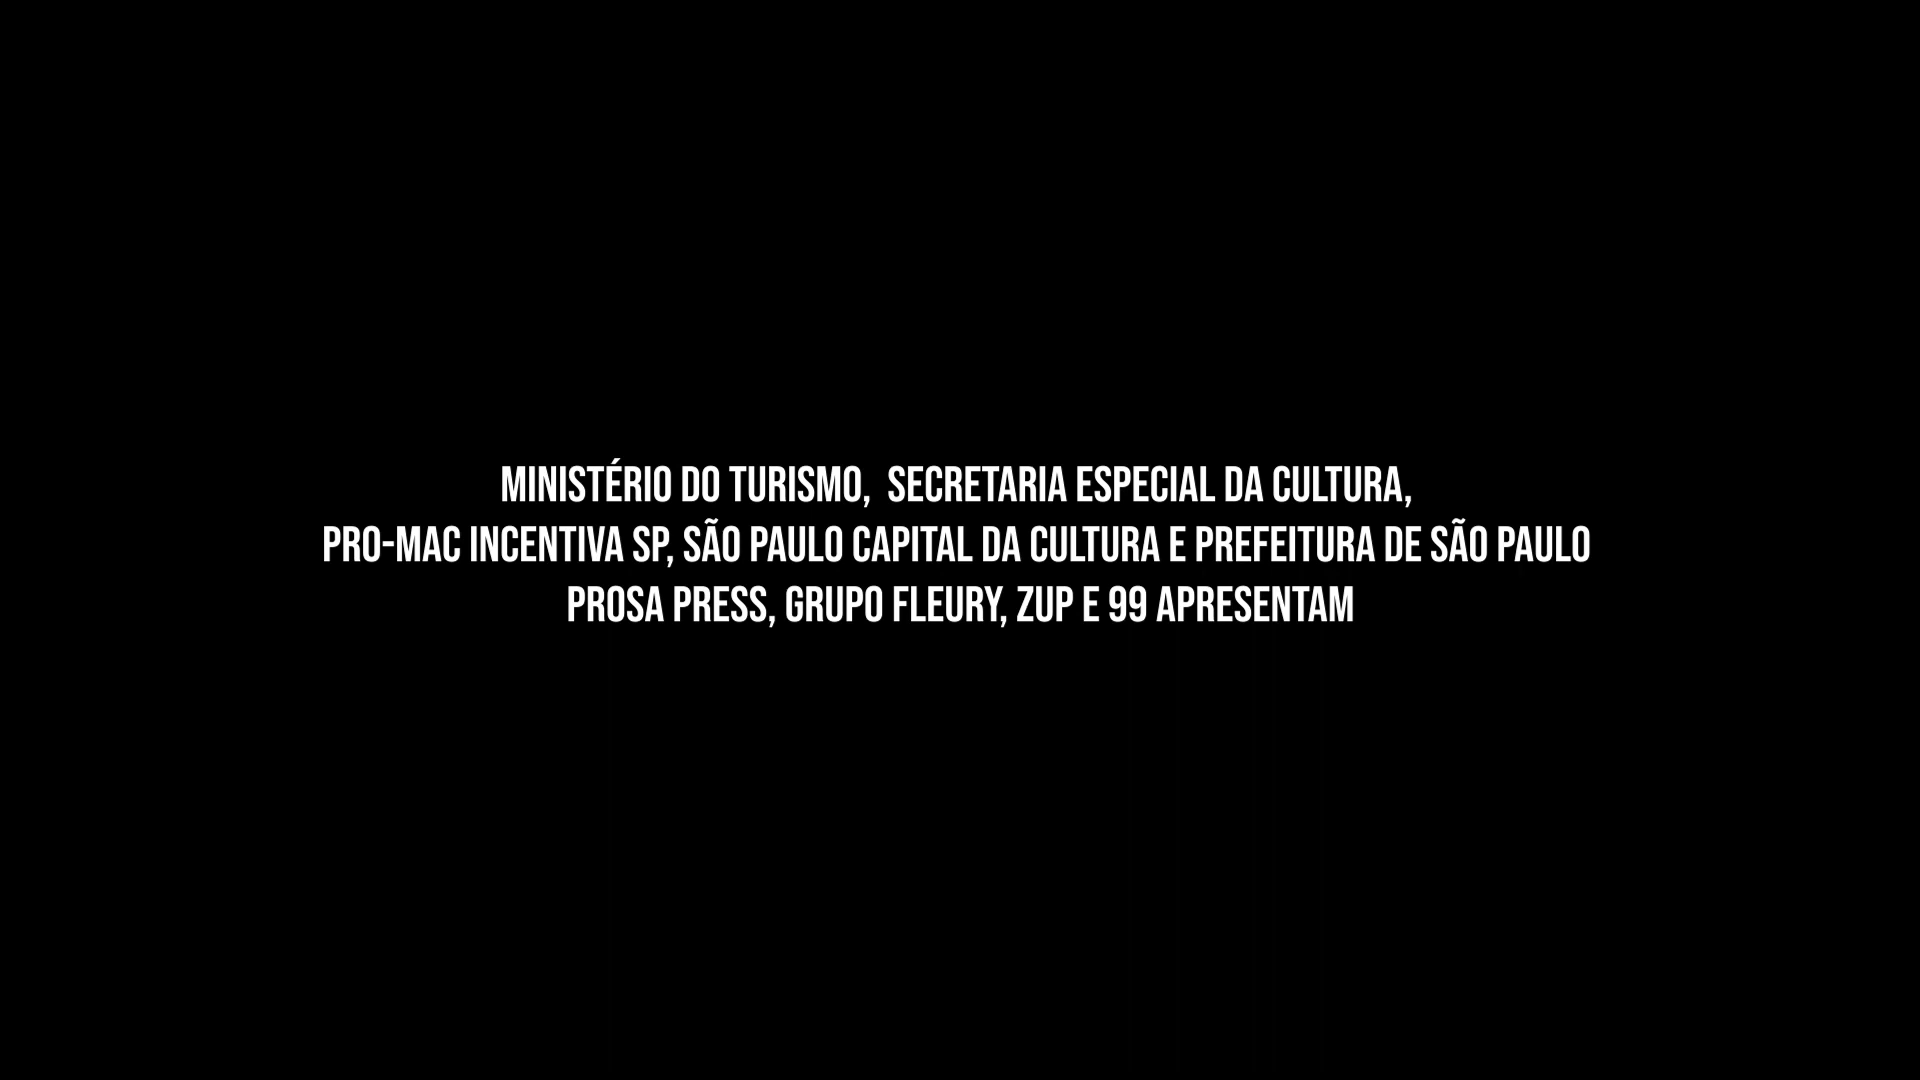 MINISTÉRIO DO TURISMO, SECRETARIA ESPECIAL DA CULTURA,
PRO-MAC INCENTIVA SP, SÃO PAULO CAPITAL DA CULTURA E PREFEITURA DE SÃO PAULO
PROSA PRESS, GRUPO FLEURY, ZUP E 99 APRESENTAM